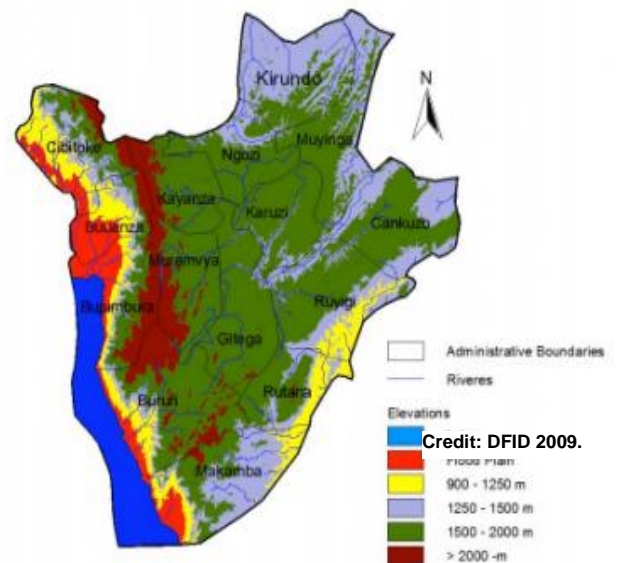 Kirundo
N
Cibitoke
Ngozi
Muyinga
Kayanza
Karuzi
Cankuzo
Bubanza
Muramvya
Bujumbura
Ruyigi
Gitega
Administrative Boundaries
Riveres
Bururi
Rutana
Elevations
Credit: DFID 2009.
Flood Plain
Makamba
900 - 1250 m
1250 - 1500 m
1500 - 2000 m
> 2000 -m